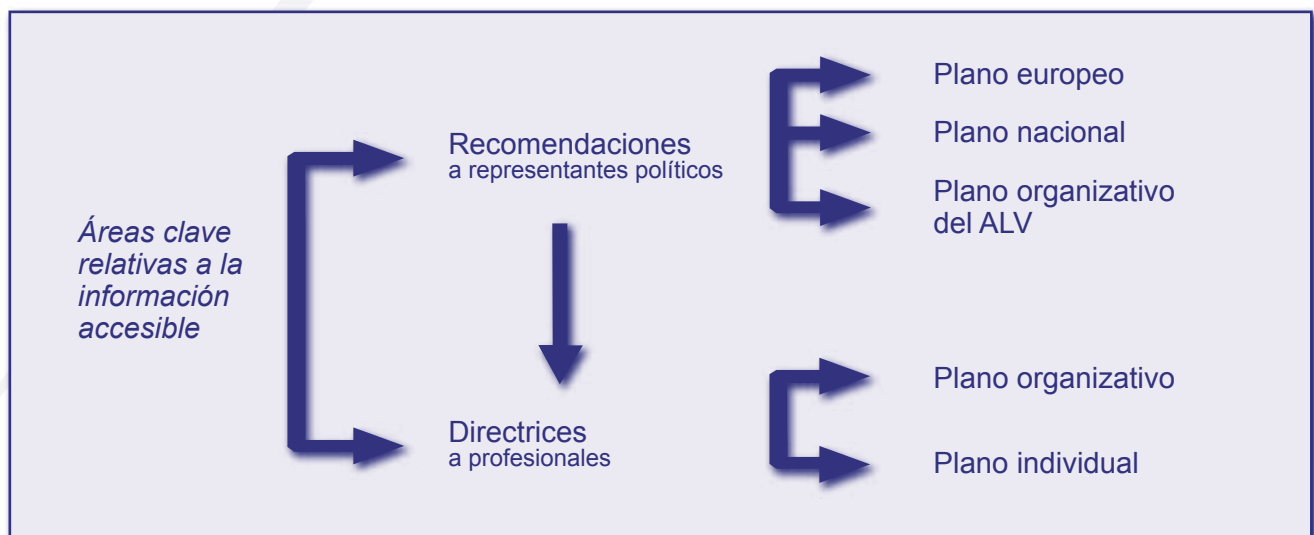 Áreas clave
relativas a la
información
accesible
Recomendaciones
a representantes políticos
Plano europeo
Plano nacional
Plano organizativo
del ALV
Directrices
a profesionales
Plano organizativo
Plano individual